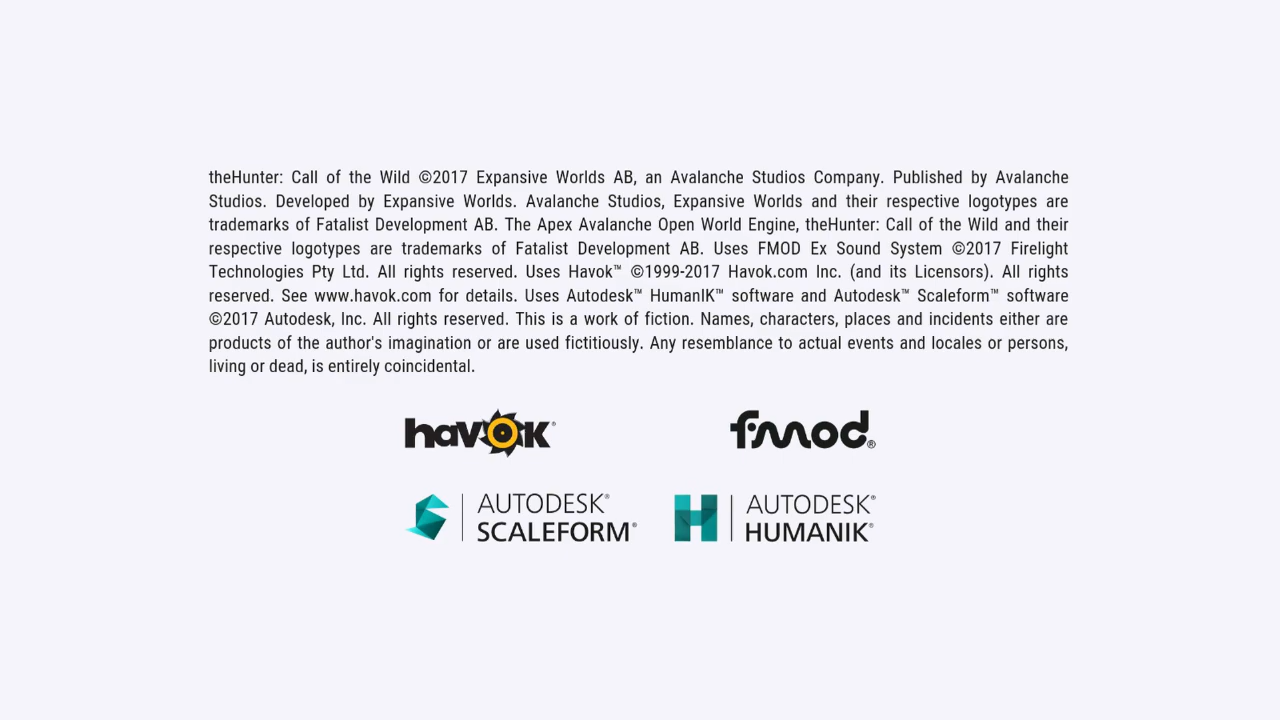 theHunter: Call of the Wild ©2017 Expansive Worlds AB, an Avalanche Studios Company. Published by Avalanche
Studios. Developed by Expansive Worlds. Avalanche Studios, Expansive Worlds and their respective logotypes are
trademarks of Fatalist Development AB. The Apex Avalanche Open World Engine, theHunter: Call of the Wild and their
respective logotypes are trademarks of Fatalist Development AB. Uses FMOD Ex Sound System ©2017 Firelight
Technologies Pty Ltd. All rights reserved. Uses Havok™ ©1999-2017 Havok.com Inc. (and its Licensors). All rights
reserved. See www.havok.com for details. Uses Autodesk™ HumanIK™ software and Autodesk™ Scaleform™ software
©2017 Autodesk, Inc. All rights reserved. This is a work of fiction. Names, characters, places and incidents either are
products of the author's imagination or are used fictitiously. Any resemblance to actual events and locales or persons,
living or dead, is entirely coincidental.
havok®
fmod®
AUTODESK®
SCALEFORM®
AUTODESK®
HUMANIK®